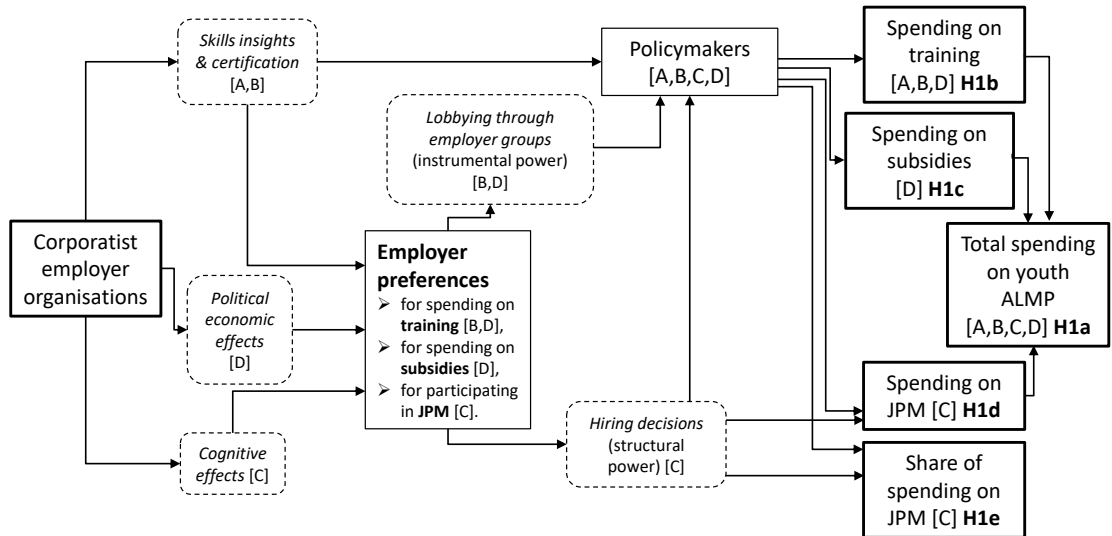 Skills insights
& certification
[A,B]
Policymakers
[A,B,C,D]
Spending on
training
[A,B,D] H1b
Lobbying through
employer groups
(instrumental power)
[B,D]
Spending on
subsidies
[D] H1c
Corporatist
employer
organisations
Political
economic
effects
[D]
Employer
preferences
➢ for spending on
training [B,D],
➢ for spending on
subsidies [D],
➢ for participating
in JPM [C].
Total spending
on youth
ALMP
[A,B,C,D] H1a
Cognitive
effects [C]
Hiring decisions
(structural
power) [C]
Spending on
JPM [C] H1d
Share of
spending on
JPM [C] H1e